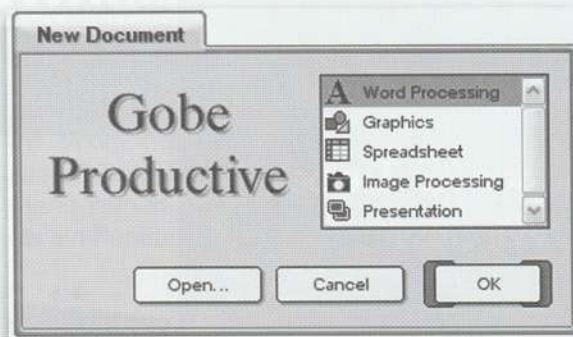 New Document
Gobe
Productive
Word Processing
Graphics
Spreadsheet
Image Processing
Presentation
Open...
Cancel
OK